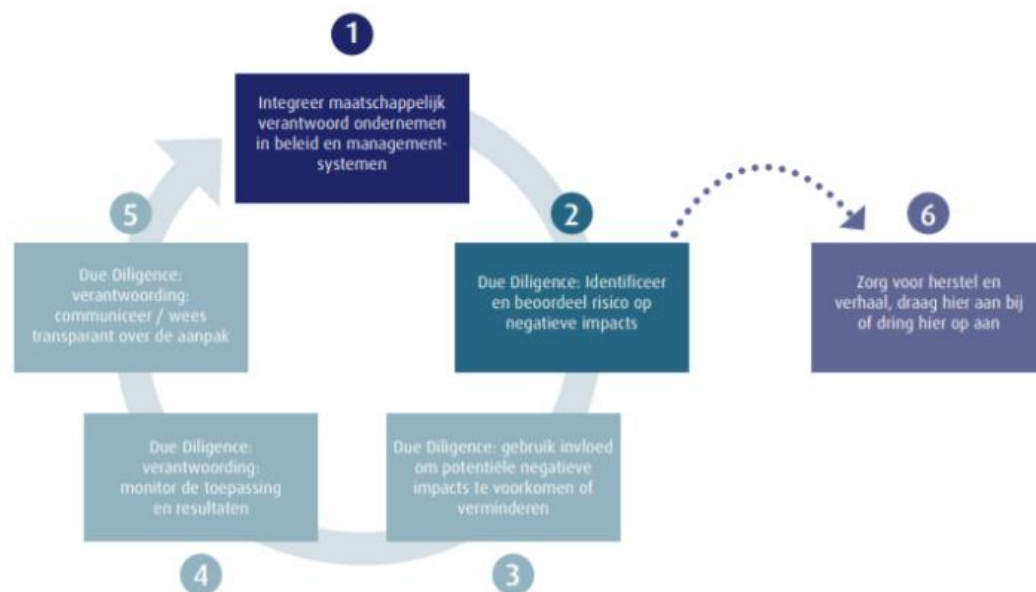 1
Integreer maatschappelijk
verantwoord ondernemen
in beleid en management-
systemen
2
Due Diligence: Identificeer
en beoordeel risico op
negatieve impacts
3
Due Diligence: gebruik invloed
om potentiële negatieve
impacts te voorkomen of
verminderen
4
Due Diligence:
verantwoording:
monitor de toepassing
en resultaten
5
Due Diligence:
verantwoording:
communiceer / wees
transparant over de aanpak
6
Zorg voor herstel en
verhaal, draag hier aan bij
of dring hier op aan